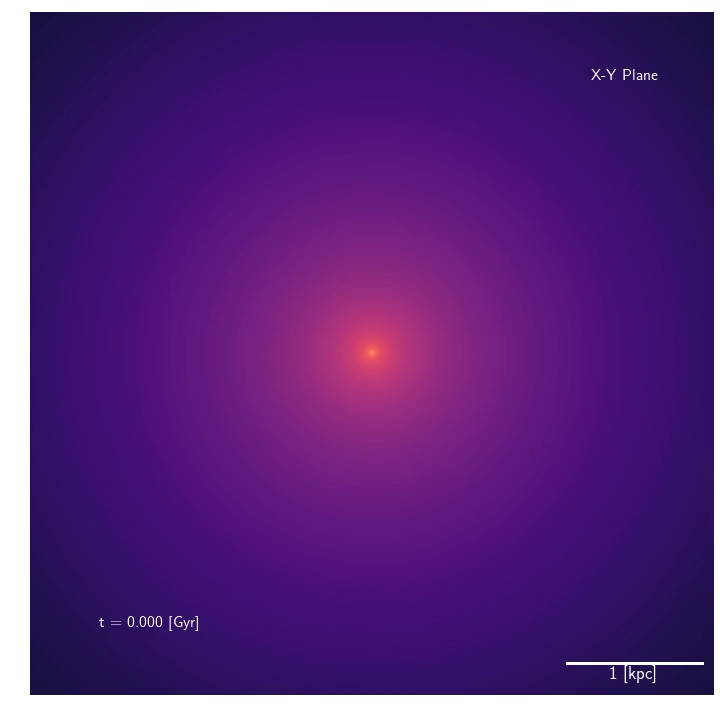 X-Y Plane
t = 0.000 [Gyr]
1 [kpc]